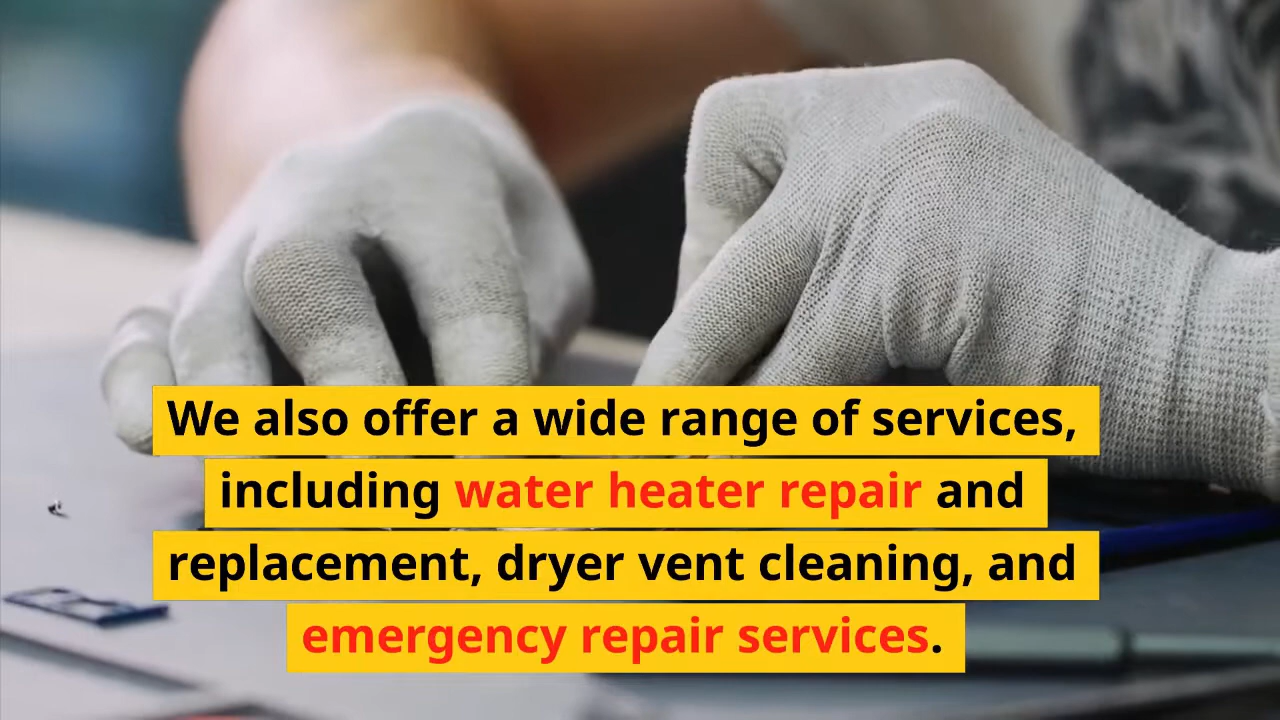 We also offer a wide range of services,
including water heater repair and
replacement, dryer vent cleaning, and
emergency repair services.